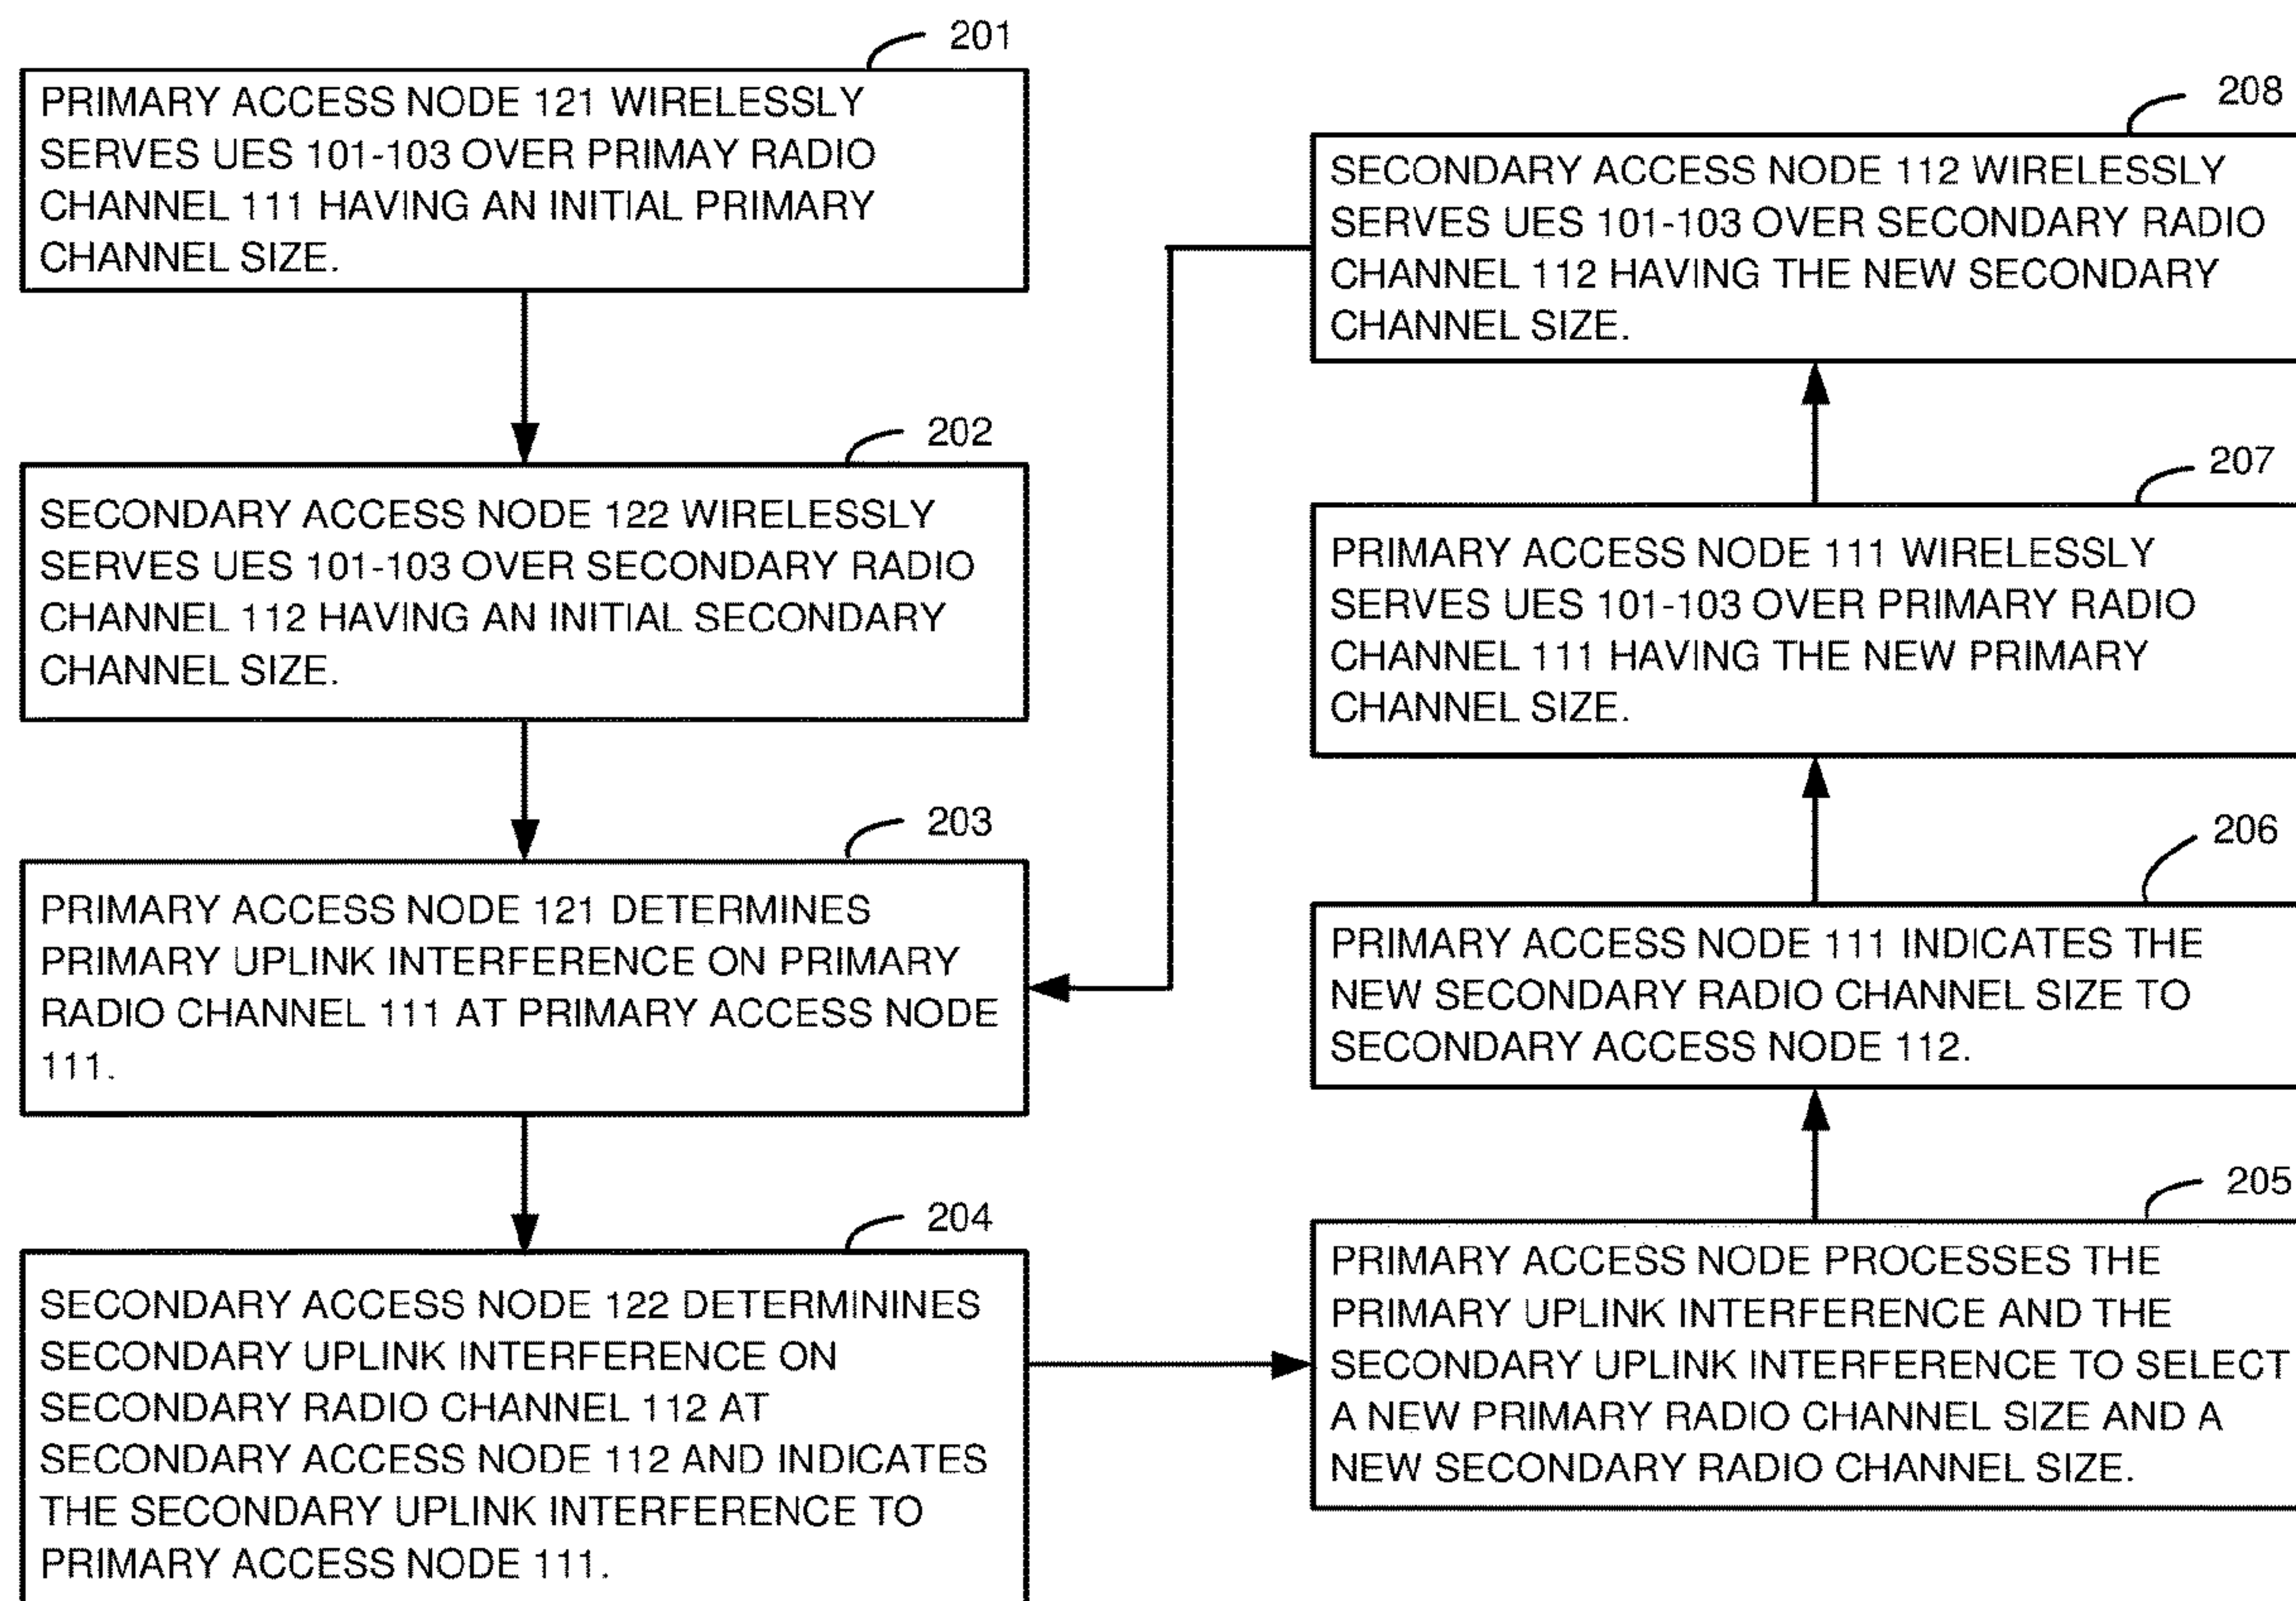 201
PRIMARY ACCESS NODE 121 WIRELESSLY
SERVES UES 101-103 OVER PRIMAY RADIO
CHANNEL 111 HAVING AN INITIAL PRIMARY
CHANNEL SIZE.
202
SECONDARY ACCESS NODE 122 WIRELESSLY
SERVES UES 101-103 OVER SECONDARY RADIO
CHANNEL 112 HAVING AN INITIAL SECONDARY
CHANNEL SIZE.
203
PRIMARY ACCESS NODE 121 DETERMINES
PRIMARY UPLINK INTERFERENCE ON PRIMARY
RADIO CHANNEL 111 AT PRIMARY ACCESS NODE
111.
204
SECONDARY ACCESS NODE 122 DETERMININES
SECONDARY UPLINK INTERFERENCE ON
SECONDARY RADIO CHANNEL 112 AT
SECONDARY ACCESS NODE 112 AND INDICATES
THE SECONDARY UPLINK INTERFERENCE TO
PRIMARY ACCESS NODE 111.
205
PRIMARY ACCESS NODE PROCESSES THE
PRIMARY UPLINK INTERFERENCE AND THE
SECONDARY UPLINK INTERFERENCE TO SELECT
A NEW PRIMARY RADIO CHANNEL SIZE AND A
NEW SECONDARY RADIO CHANNEL SIZE.
206
PRIMARY ACCESS NODE 111 INDICATES THE
NEW SECONDARY RADIO CHANNEL SIZE TO
SECONDARY ACCESS NODE 112.
207
PRIMARY ACCESS NODE 111 WIRELESSLY
SERVES UES 101-103 OVER PRIMARY RADIO
CHANNEL 111 HAVING THE NEW PRIMARY
CHANNEL SIZE.
208
SECONDARY ACCESS NODE 112 WIRELESSLY
SERVES UES 101-103 OVER SECONDARY RADIO
CHANNEL 112 HAVING THE NEW SECONDARY
CHANNEL SIZE.